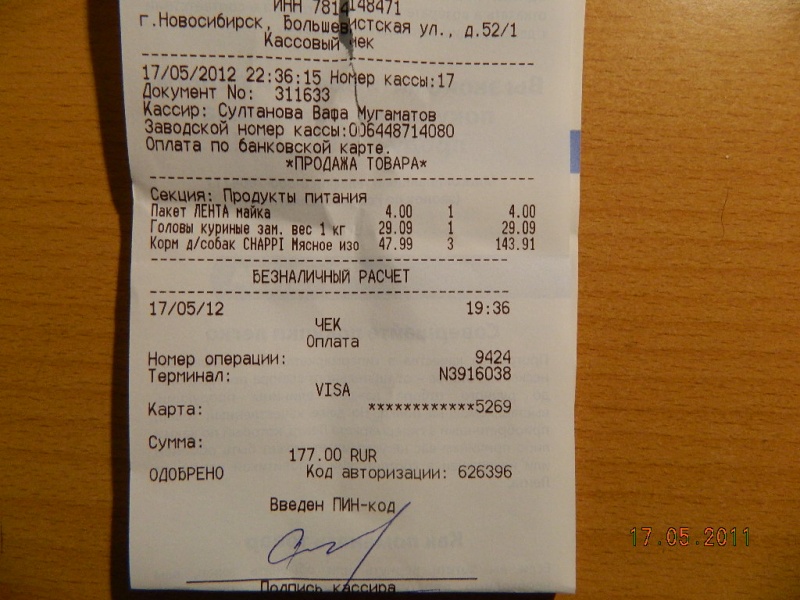 ИНН 7814148471
г.Новосибирск, Большевистская ул., д.52/1
Кассовый чек
17/05/2012 22:36:15 Номер кассы:17
Документ No: 311633
Кассир: Султанова Вафа Мугаматов
Заводской номер кассы:006448714080
Оплата по банковской карте.
*ПРОДАЖА ТОВАРА*
Секция: Продукты питания
Пакет ЛЕНТА майка 4.00 1 4.00
Головы куриные зам. вес 1 кг 29.09 1 29.09
Корм д/собак CHAPPI Мясное изо 47.99 3 143.91
БЕЗНАЛИЧНЫЙ РАСЧЕТ
17/05/12 19:36
ЧЕК
Оплата
Номер операции: 9424
Терминал: N3916038
VISA
Карта: ************5269
Сумма:
177.00 RUR
ОДОБРЕНО Код авторизации: 626396
Введен ПИН-код
Подпись кассира
17.05.2011